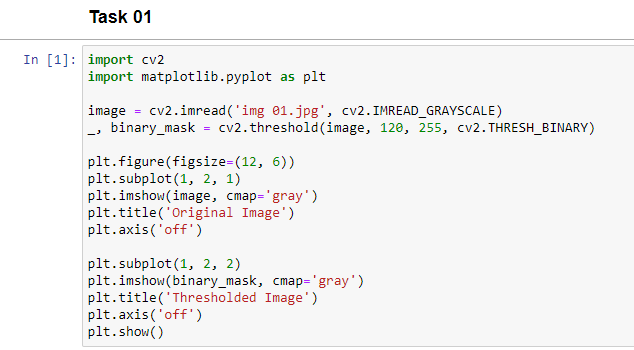 Task 01
In [1]: import cv2
import matplotlib.pyplot as plt
image = cv2.imread('img 01.jpg', cv2.IMREAD_GRAYSCALE)
_, binary_mask = cv2.threshold(image, 120, 255, cv2.THRESH_BINARY)
plt.figure(figsize=(12, 6))
plt.subplot(1, 2, 1)
plt.imshow(image, cmap='gray')
plt.title('Original Image')
plt.axis('off')
plt.subplot(1, 2, 2)
plt.imshow(binary_mask, cmap='gray')
plt.title('Thresholded Image')
plt.axis('off')
plt.show()